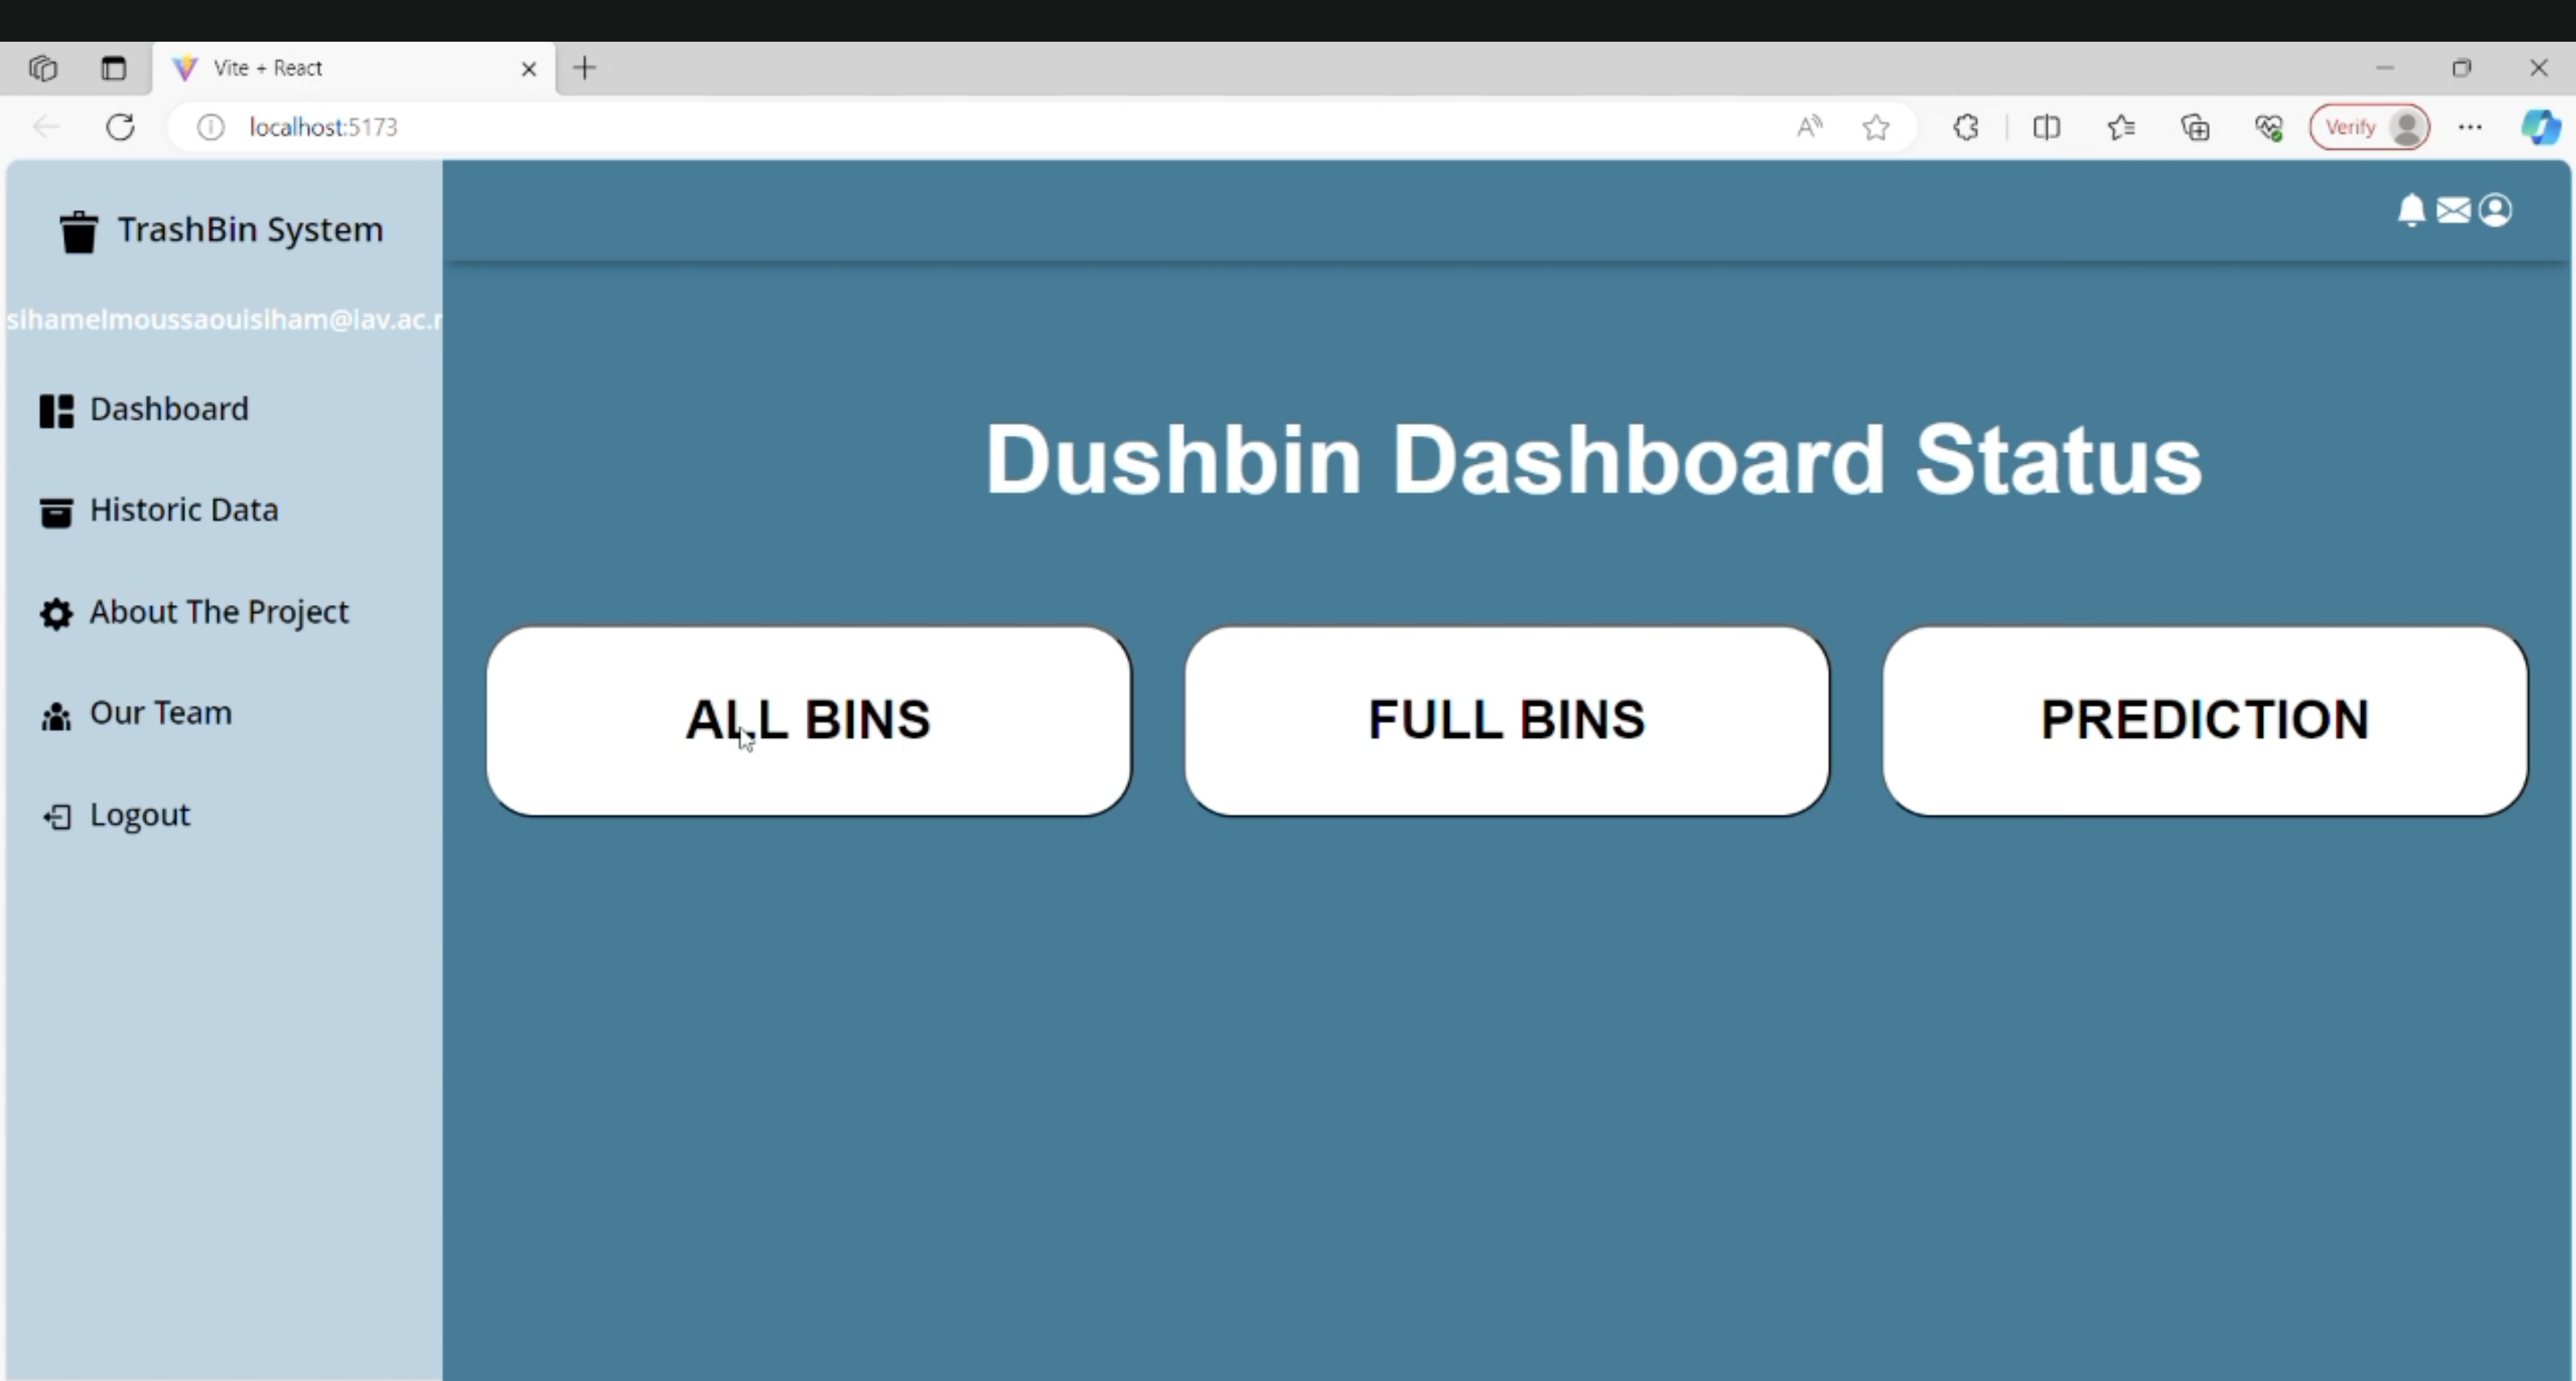 Vite + React
localhost:5173
Verify
TrashBin System
sihamelmoussaouisiham@iav.ac.r
Dashboard
Historic Data
About The Project
Our Team
Logout
Dushbin Dashboard Status
ALL BINS
FULL BINS
PREDICTION